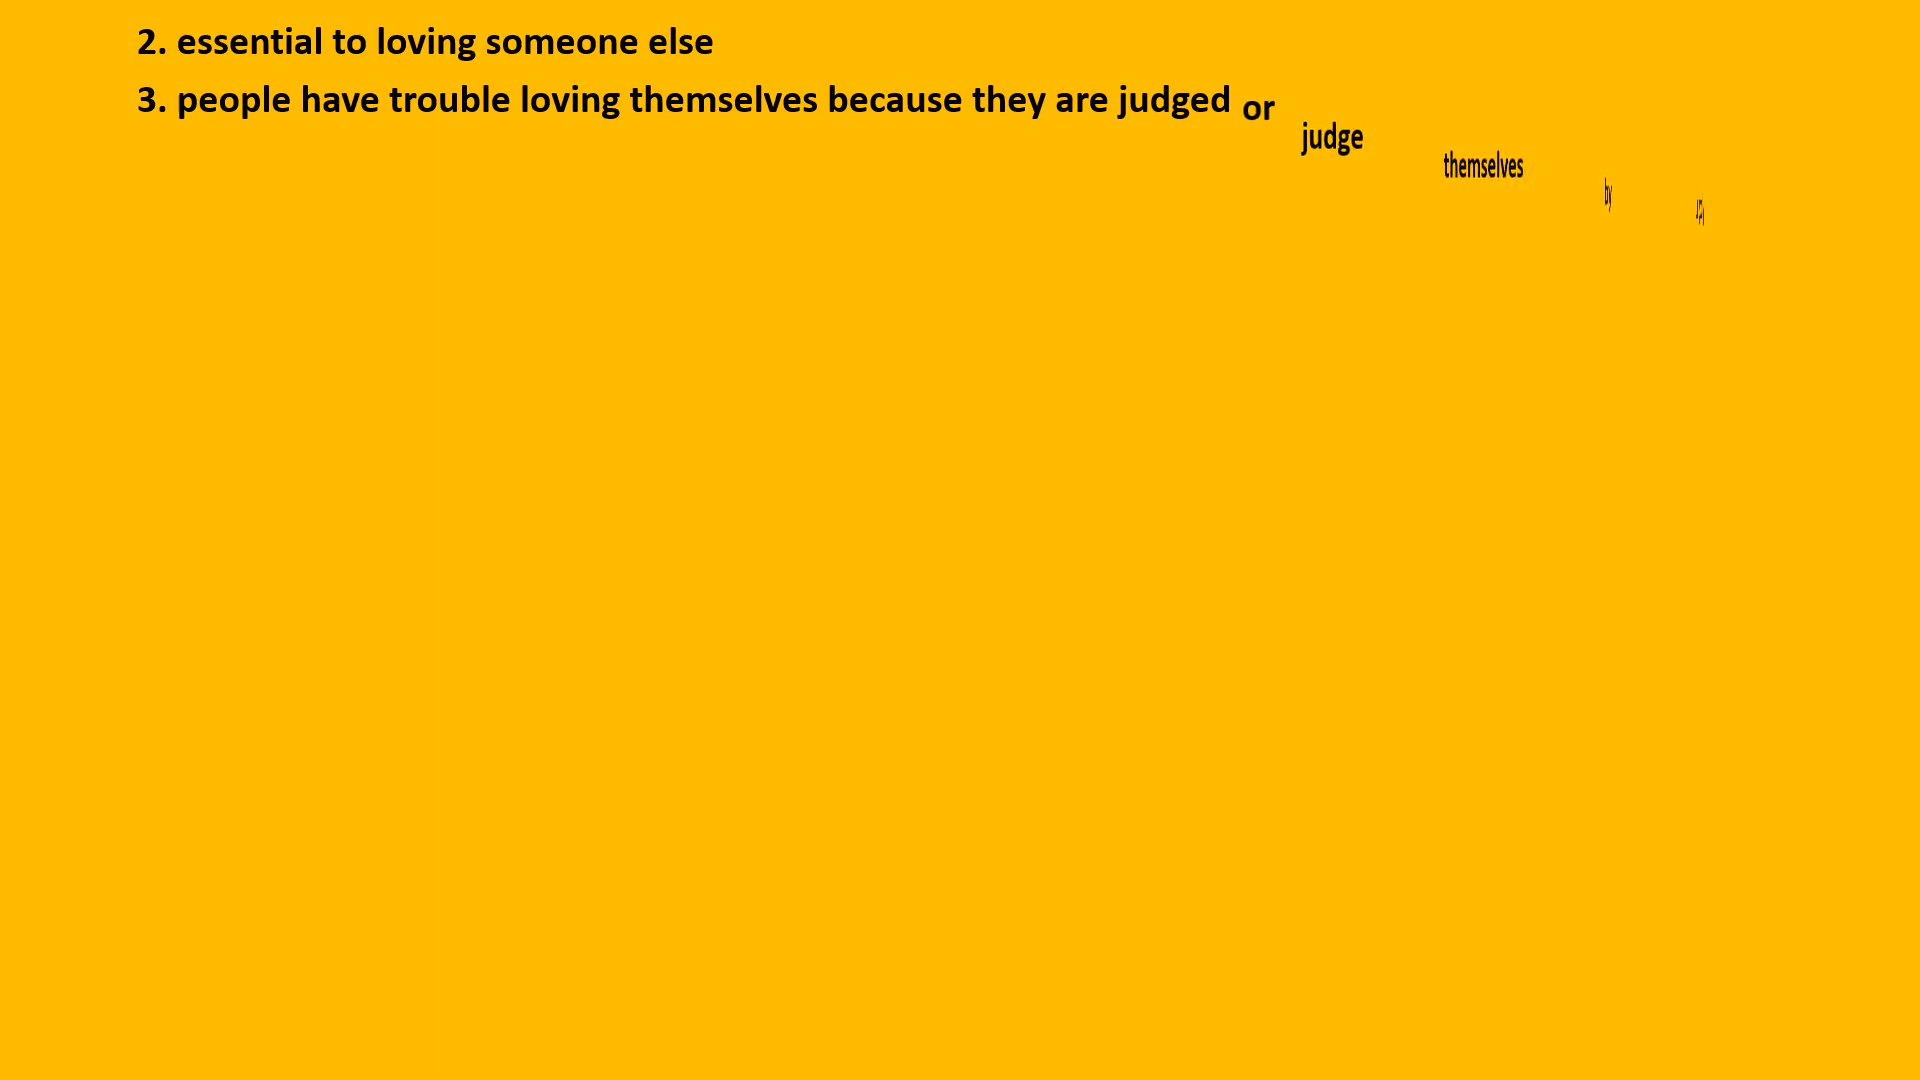 2. essential to loving someone else
3. people have trouble loving themselves because they are judged or judge themselves by